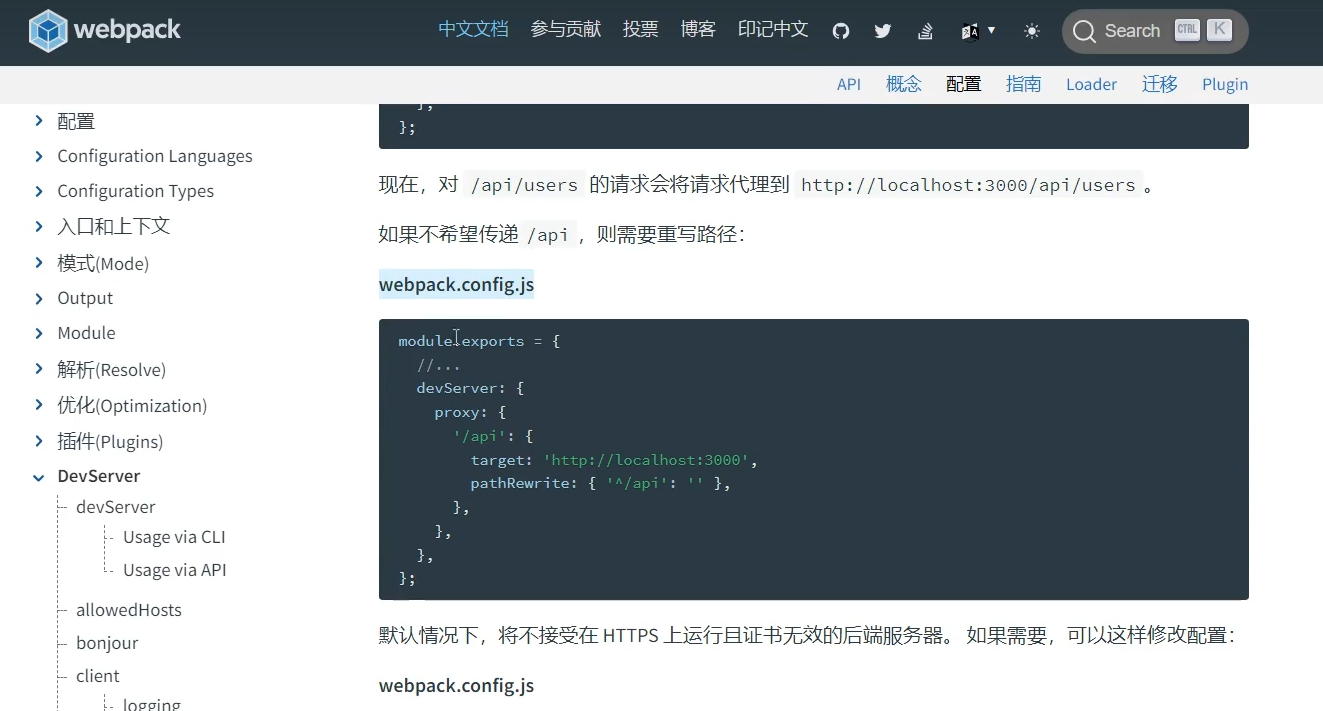 webpack
中文文档 参与贡献 投票 博客 印记中文 Search CTRL K
API 概念 配置 指南 Loader 迁移 Plugin
配置
Configuration Languages
Configuration Types
入口和上下文
模式(Mode)
Output
Module
解析(Resolve)
优化(Optimization)
插件(Plugins)
DevServer
devServer
Usage via CLI
Usage via API
allowedHosts
bonjour
client
logging
},
};
现在，对 /api/users 的请求会将请求代理到 http://localhost:3000/api/users 。
如果不希望传递 /api ，则需要重写路径：
webpack.config.js
module.exports = {
//...
devServer: {
proxy: {
'/api': {
target: 'http://localhost:3000',
pathRewrite: { '^/api': '' },
},
},
},
};
默认情况下，将不接受在 HTTPS 上运行且证书无效的后端服务器。 如果需要，可以这样修改配置：
webpack.config.js